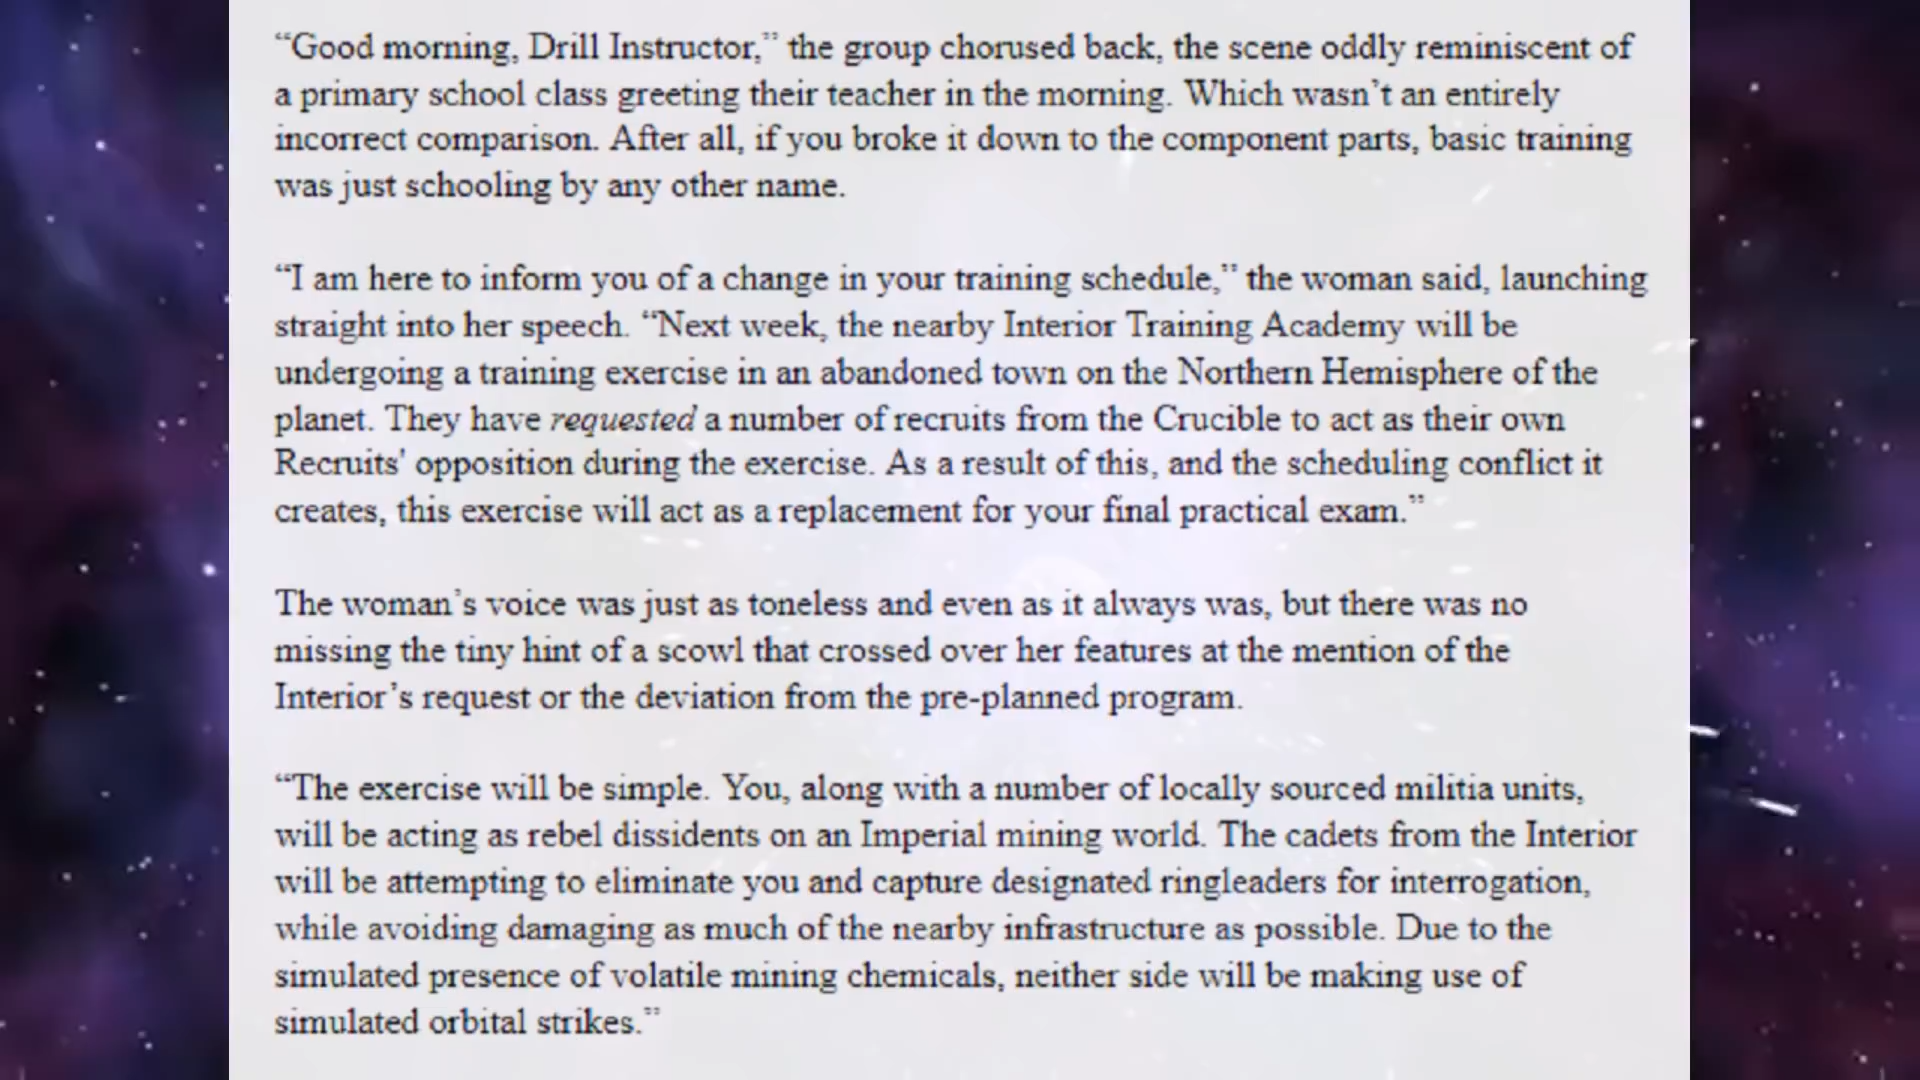 “Good morning, Drill Instructor,” the group chorused back, the scene oddly reminiscent of
a primary school class greeting their teacher in the morning. Which wasn’t an entirely
incorrect comparison. After all, if you broke it down to the component parts, basic training
was just schooling by any other name.
“I am here to inform you of a change in your training schedule,” the woman said, launching
straight into her speech. “Next week, the nearby Interior Training Academy will be
undergoing a training exercise in an abandoned town on the Northern Hemisphere of the
planet. They have requested a number of recruits from the Crucible to act as their own
Recruits' opposition during the exercise. As a result of this, and the scheduling conflict it
creates, this exercise will act as a replacement for your final practical exam.”
The woman’s voice was just as toneless and even as it always was, but there was no
missing the tiny hint of a scowl that crossed over her features at the mention of the
Interior’s request or the deviation from the pre-planned program.
“The exercise will be simple. You, along with a number of locally sourced militia units,
will be acting as rebel dissidents on an Imperial mining world. The cadets from the Interior
will be attempting to eliminate you and capture designated ringleaders for interrogation,
while avoiding damaging as much of the nearby infrastructure as possible. Due to the
simulated presence of volatile mining chemicals, neither side will be making use of
simulated orbital strikes.”